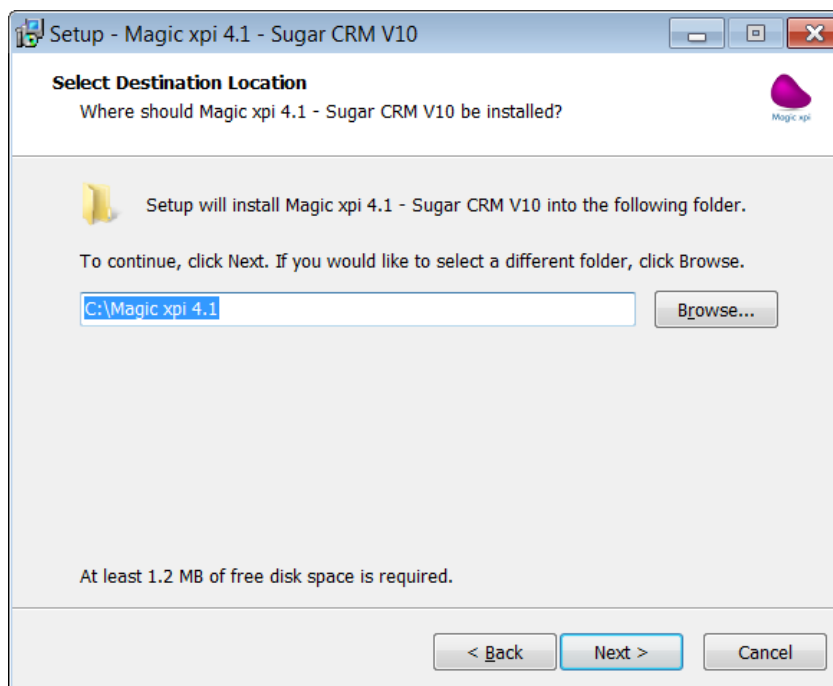 Setup - Magic xpi 4.1 - Sugar CRM V10
Select Destination Location
Where should Magic xpi 4.1 - Sugar CRM V10 be installed?
Magic xpi
Setup will install Magic xpi 4.1 - Sugar CRM V10 into the following folder.
To continue, click Next. If you would like to select a different folder, click Browse.
C:\Magic xpi 4.1
Browse...
At least 1.2 MB of free disk space is required.
< Back
Next >
Cancel